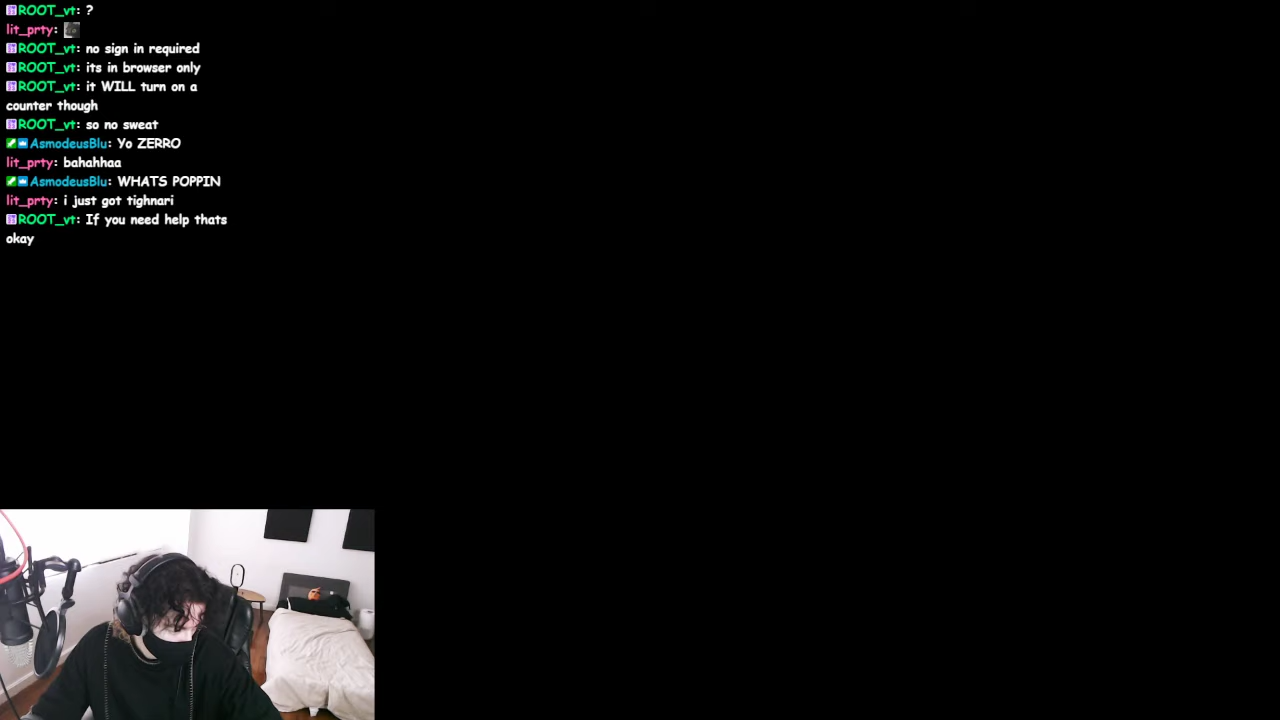 ROOT_vt: ?
lit_prty:
ROOT_vt: no sign in required
ROOT_vt: its in browser only
ROOT_vt: it WILL turn on a
counter though
ROOT_vt: so no sweat
AsmodeusBlu: Yo ZERRO
lit_prty: bahahhaa
AsmodeusBlu: WHATS POPPIN
lit_prty: i just got tighnari
ROOT_vt: If you need help thats
okay